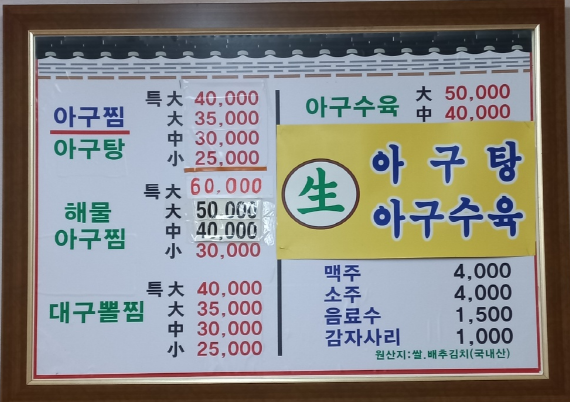 아구찜
아구탕
특 大 40,000
大 35,000
中 30,000
小 25,000
해물
아구찜
특 大 60.000
大 50,000
中 40,000
小 30,000
대구뽈찜
특 大 40,000
大 35,000
中 30,000
小 25,000
아구수육
大 50,000
中 40,000
生
아구탕
아구수육
맥주 4,000
소주 4,000
음료수 1,500
감자사리 1,000
원산지:쌀.배추김치(국내산)